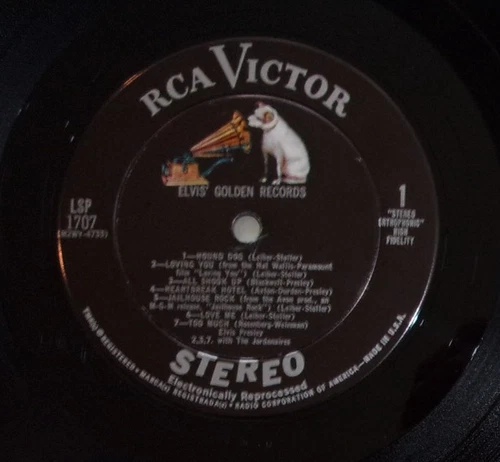 RCA VICTOR
ELVIS' GOLDEN RECORDS
LSP
1707
1
"STEREO
ORTHOPHONIC"
HIGH
FIDELITY
1—HOUND DOG (Leiber-Stoller)
2—LOVING YOU (from the Hal Wallis-Paramount
film "Loving You") (Leiber-Stoller)
3—ALL SHOOK UP (Blackwell-Presley)
4—HEARTBREAK HOTEL (Axton-Durden-Presley)
5—JAILHOUSE ROCK (from the Avon prod., an
M-G-M release, "Jailhouse Rock") (Leiber-Stoller)
6—LOVE ME (Leiber-Stoller)
7—TOO MUCH (Rosenberg-Weinman)
Elvis Presley
2,3,7, with The Jordanaires
STEREO
Electronically Reprocessed
TMK(s) ® REGISTERED • MARCA(s) REGISTRADA(s) • RADIO CORPORATION OF AMERICA—MADE IN U.S.A.